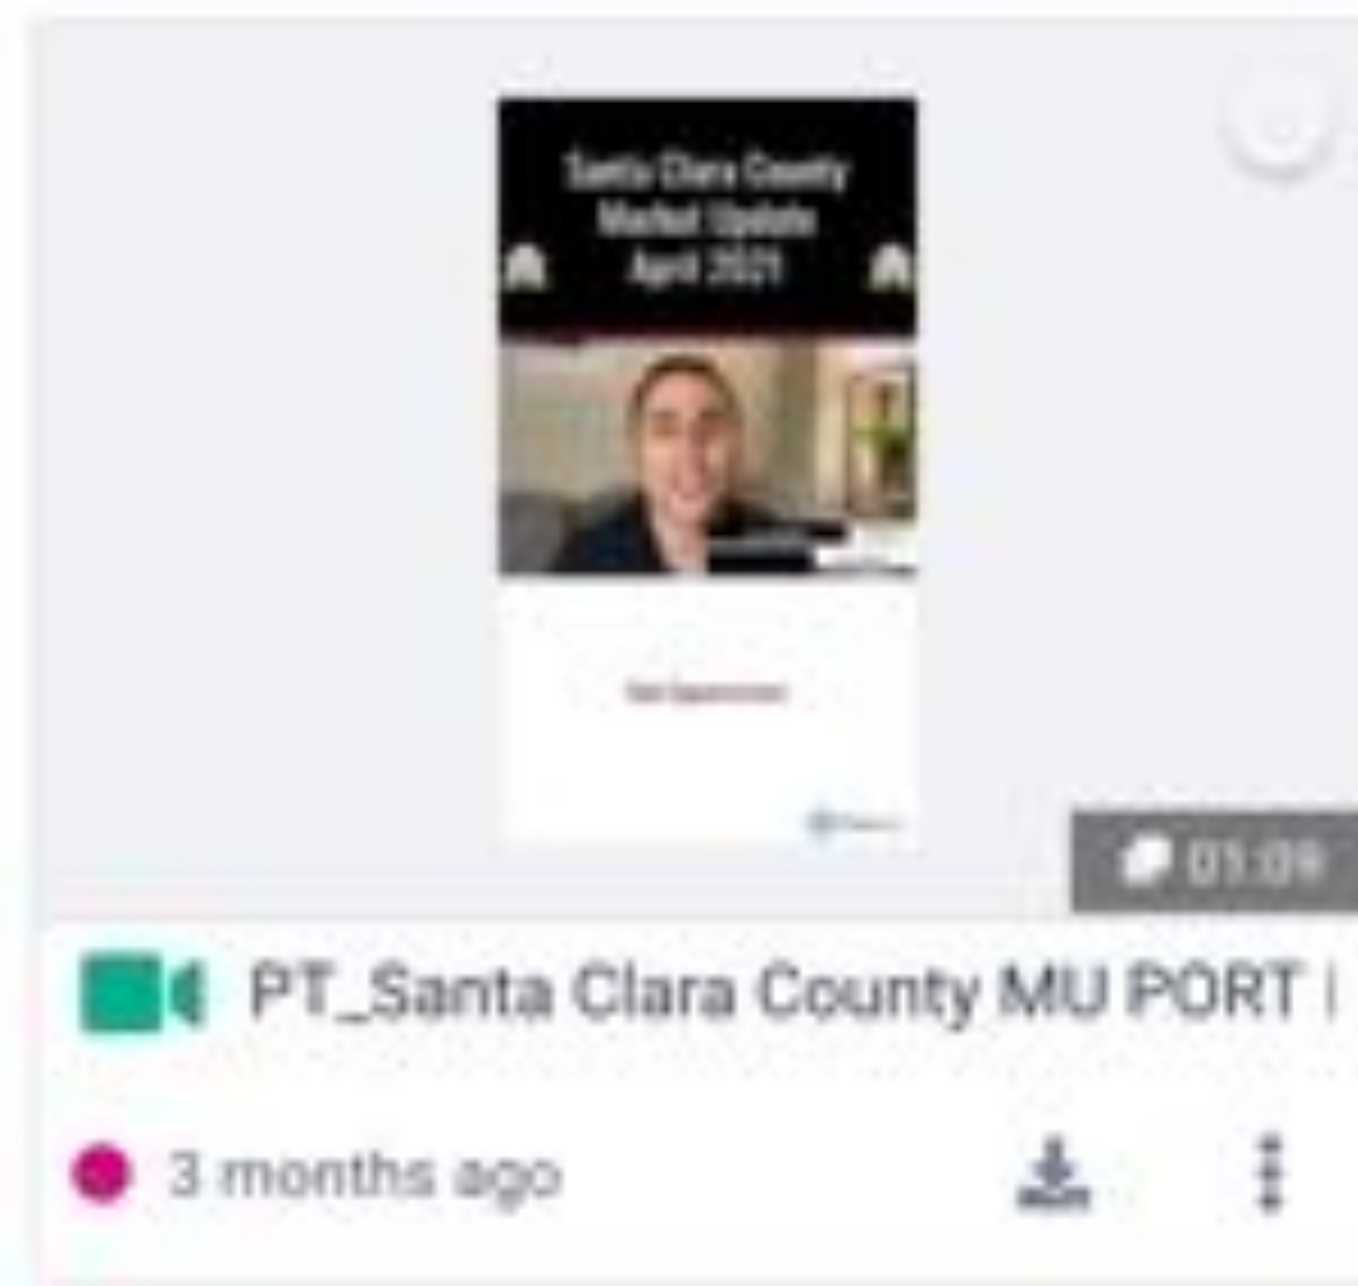 Santa Clara County
Market Update
April 2021
01:09
PT_Santa Clara County MU PORT
3 months ago